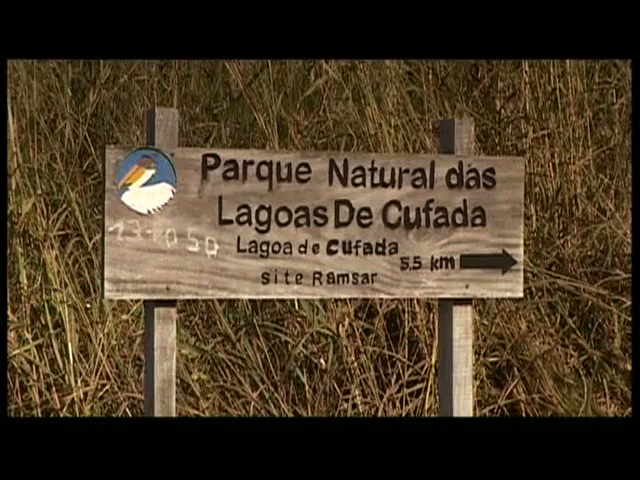 Parque Natural das
Lagoas De Cufada
Lagoa de Cufada
5.5 km
site Ramsar